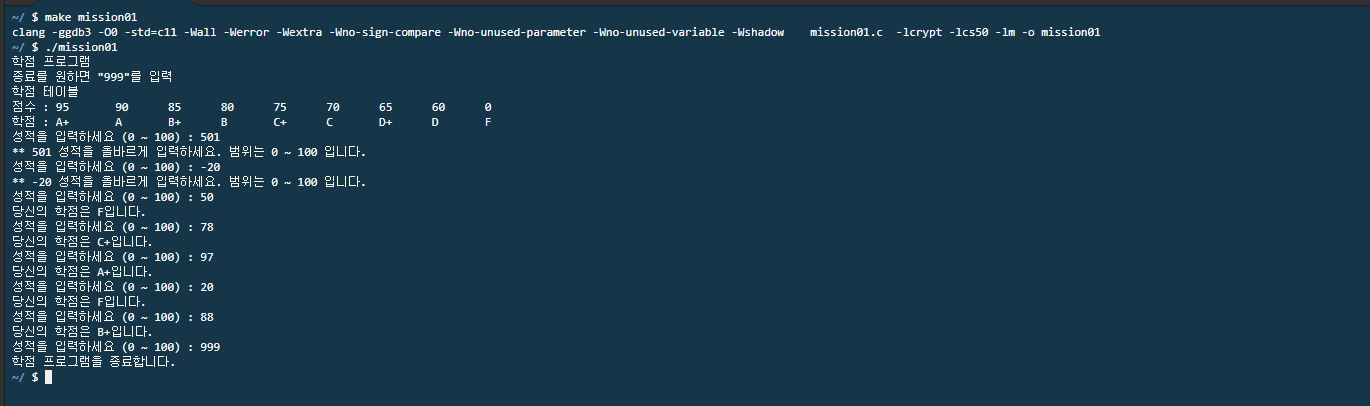 ~/ $ make mission01
clang -ggdb3 -O0 -std=c11 -Wall -Werror -Wextra -Wno-sign-compare -Wno-unused-parameter -Wno-unused-variable -Wshadow    mission01.c  -lcrypt -lcs50 -lm -o mission01
~/ $ ./mission01
학점 프로그램
종료를 원하면 "999"를 입력
학점 테이블
점수 : 95 90 85 80 75 70 65 60 0
학점 : A+ A B+ B C+ C D+ D F
성적을 입력하세요 (0 ~ 100) : 501
** 501 성적을 올바르게 입력하세요. 범위는 0 ~ 100 입니다.
성적을 입력하세요 (0 ~ 100) : -20
** -20 성적을 올바르게 입력하세요. 범위는 0 ~ 100 입니다.
성적을 입력하세요 (0 ~ 100) : 50
당신의 학점은 F입니다.
성적을 입력하세요 (0 ~ 100) : 78
당신의 학점은 C+입니다.
성적을 입력하세요 (0 ~ 100) : 97
당신의 학점은 A+입니다.
성적을 입력하세요 (0 ~ 100) : 20
당신의 학점은 F입니다.
성적을 입력하세요 (0 ~ 100) : 88
당신의 학점은 B+입니다.
성적을 입력하세요 (0 ~ 100) : 999
학점 프로그램을 종료합니다.
~/ $